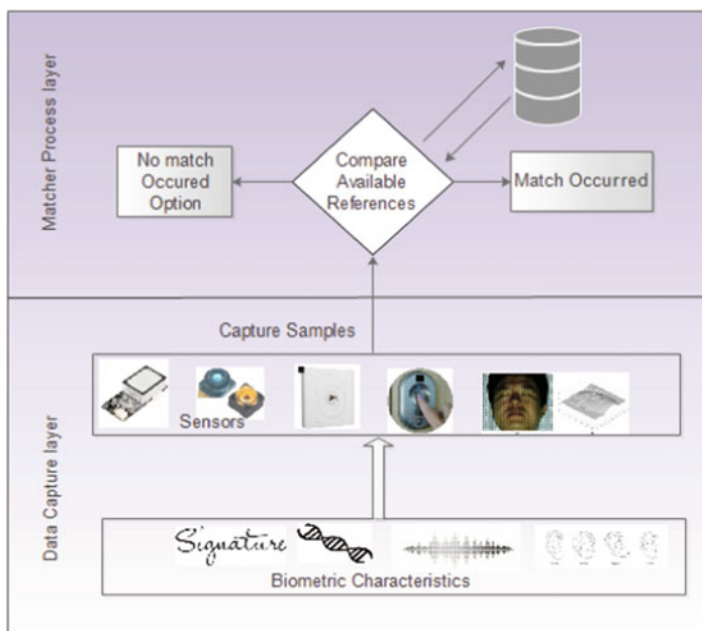 Matcher Process layer
No match
Occured
Option
Compare
Available
References
Match Occurred
Capture Samples
Sensors
Data Capture layer
Signature
Biometric Characteristics